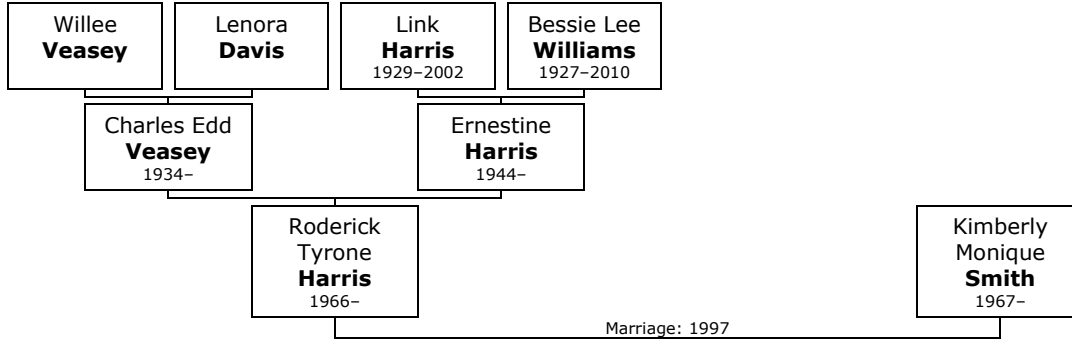 Willee
Veasey
Lenora
Davis
Link
Harris
1929–2002
Bessie Lee
Williams
1927–2010
Charles Edd
Veasey
1934–
Ernestine
Harris
1944–
Roderick
Tyrone
Harris
1966–
Kimberly
Monique
Smith
1967–
Marriage: 1997